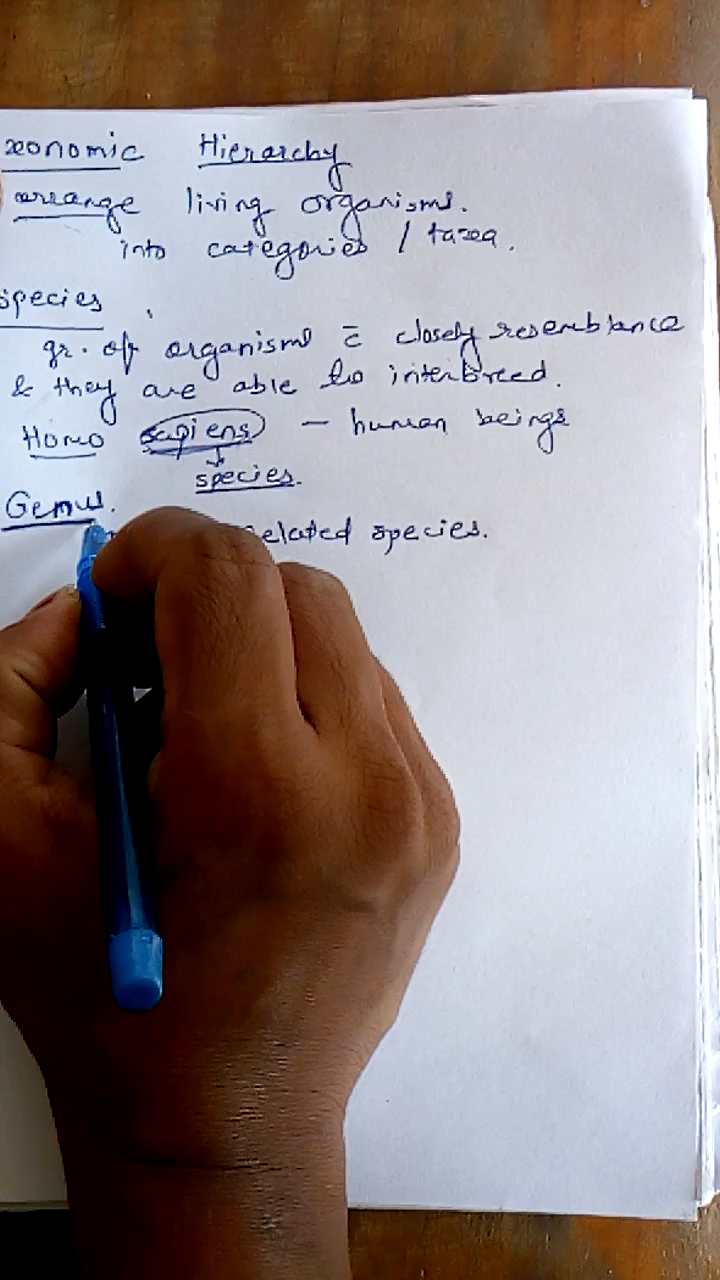 xonomic Hierarchy
arrange living organisms.
into categories / taxa.
species
gr. of organisms c̄ closely resemblance
& they are able to interbreed.
Homo sapiens — human beings
species.
Genus.
related species.